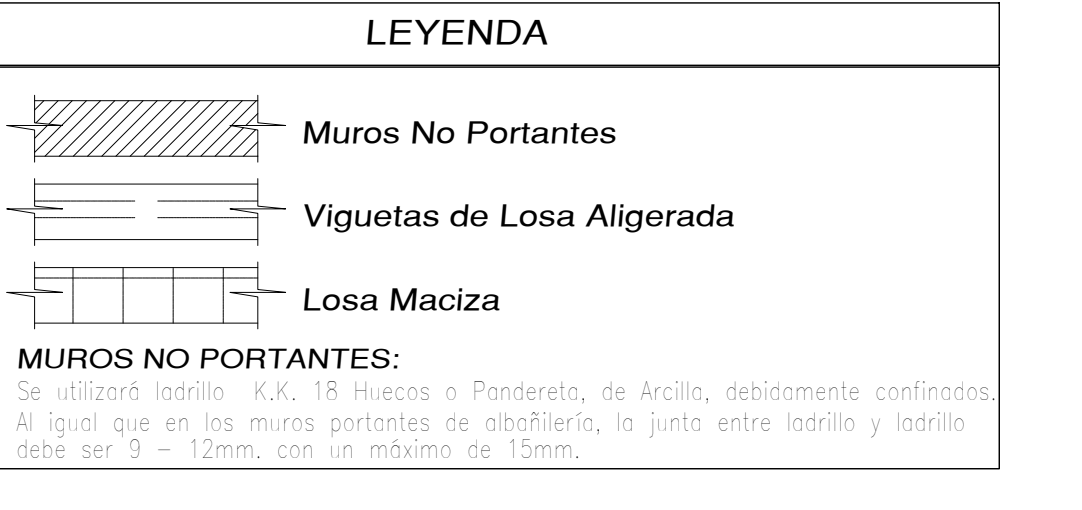 LEYENDA
Muros No Portantes
Viguetas de Losa Aligerada
Losa Maciza
MUROS NO PORTANTES:
Se utilizará ladrillo K.K. 18 Huecos o Pandereta, de Arcilla, debidamente confinados.
Al igual que en los muros portantes de albañilería, la junta entre ladrillo y ladrillo
debe ser 9 – 12mm. con un máximo de 15mm.